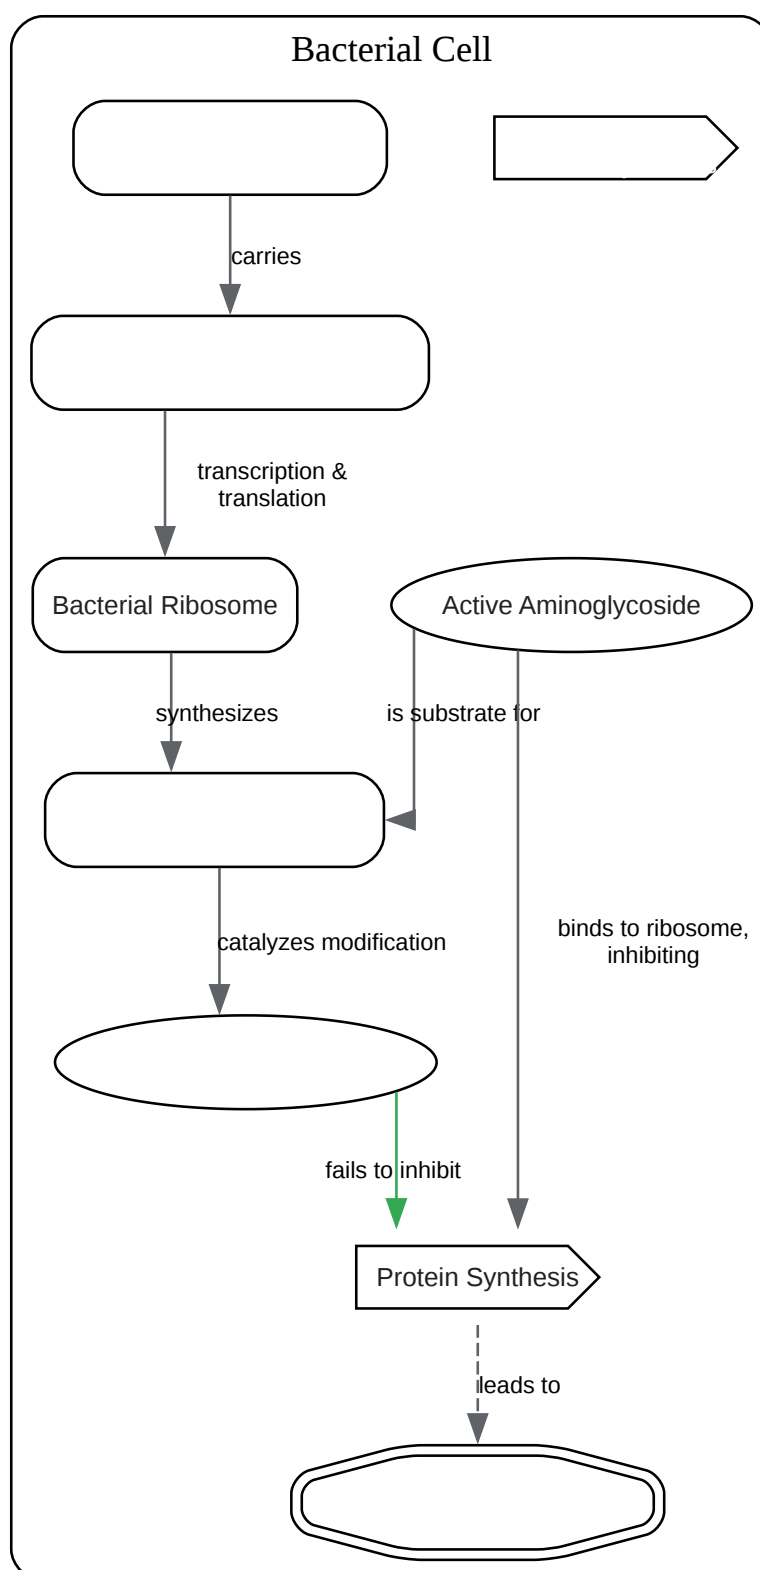 Bacterial Cell
carries
transcription &
translation
Bacterial Ribosome
Active Aminoglycoside
synthesizes
is substrate for
catalyzes modification
binds to ribosome,
inhibiting
fails to inhibit
Protein Synthesis
leads to